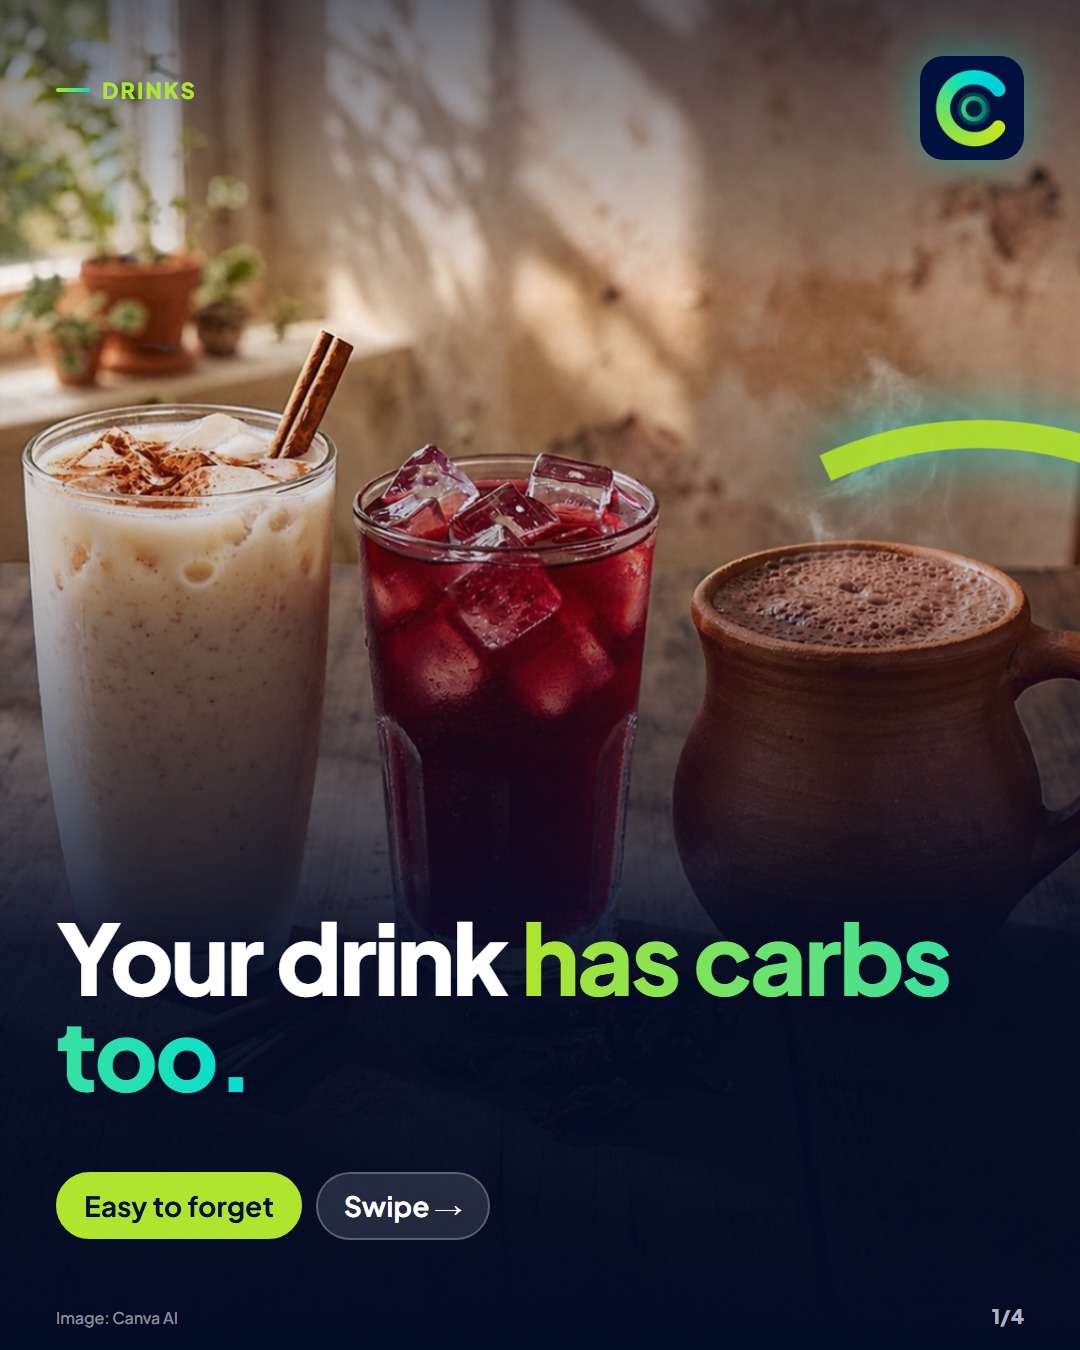 DRINKS
Your drink has carbs
too.
Easy to forget
Swipe →
Image: Canva AI
1/4